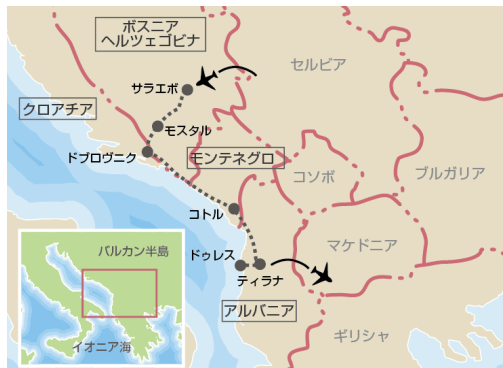 ボスニア
ヘルツェゴビナ
セルビア
サラエボ
クロアチア
モスタル
ドブロヴニク
モンテネグロ
コソボ
ブルガリア
コトル
マケドニア
ドゥレス
ティラナ
アルバニア
ギリシャ
バルカン半島
イオニア海